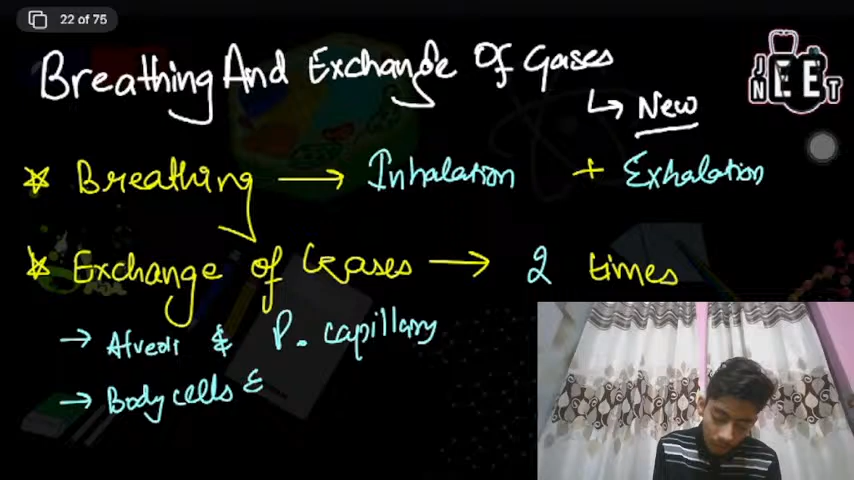 22 of 75
Breathing And Exchange Of Gases
↳ New
JNEET
☆ Breathing → Inhalation + Exhalation
☆ Exchange of Gases → 2 times
→ Alveoli & P. capillary
→ Body cells &